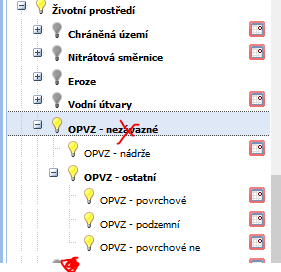 Životní prostředí
Chráněná území
Nitrátová směrnice
Eroze
Vodní útvary
OPVZ - nezávazné
OPVZ - nádrže
OPVZ - ostatní
OPVZ - povrchové
OPVZ - podzemní
OPVZ - povrchové ne